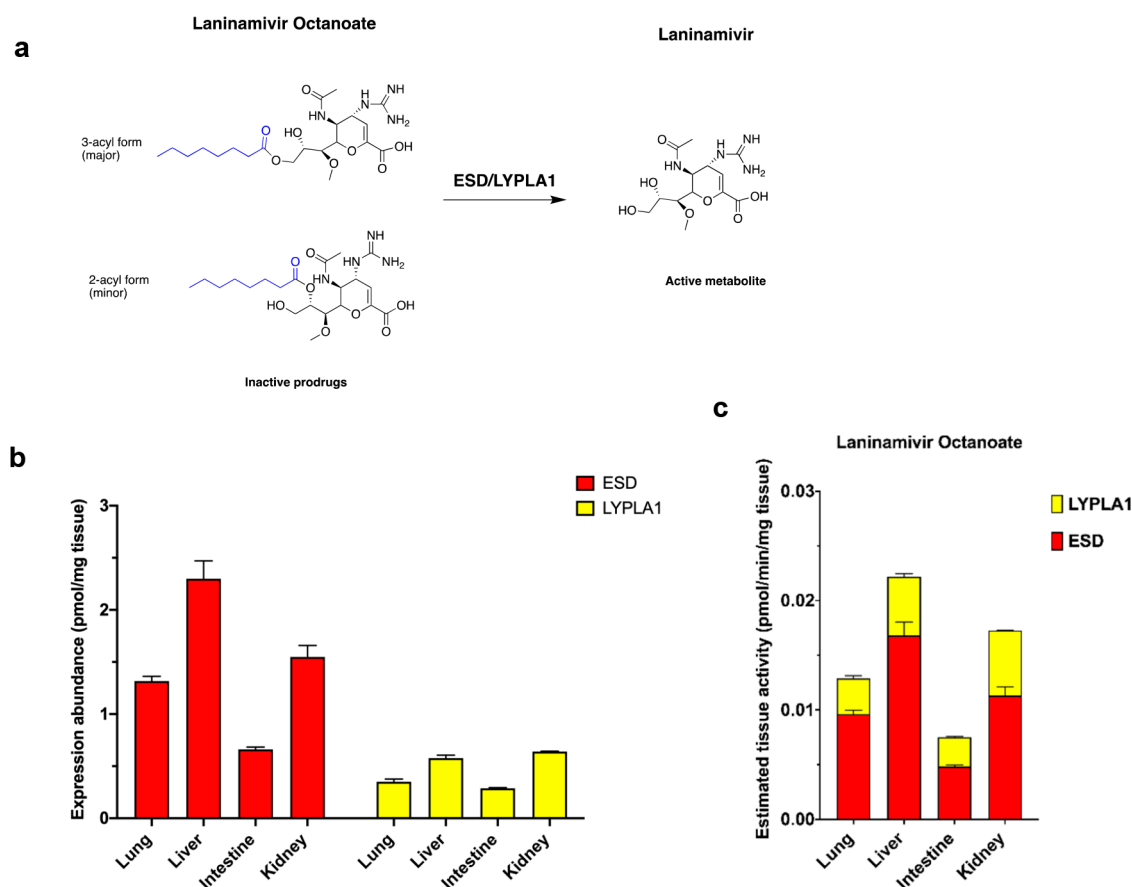 a
Laninamivir Octanoate
Laninamivir
3-acyl form
(major)
O
O
HO
O
HN
H
N
NH
NH2
O
O
OH
O
ESD/LYPLA1
2-acyl form
(minor)
O
O
HO
O
HN
HN
NH
NH2
O
O
OH
O
Inactive prodrugs
O
HN
H
N
NH
NH2
HO
HO
O
O
OH
O
Active metabolite
b
Expression abundance (pmol/mg tissue)
3
2
1
0
Lung
Liver
Intestine
Kidney
Lung
Liver
Intestine
Kidney
ESD
LYPLA1
c
Laninamivir Octanoate
Estimated tissue activity (pmol/min/mg tissue)
0.03
0.02
0.01
0.00
Lung
Liver
Intestine
Kidney
LYPLA1
ESD